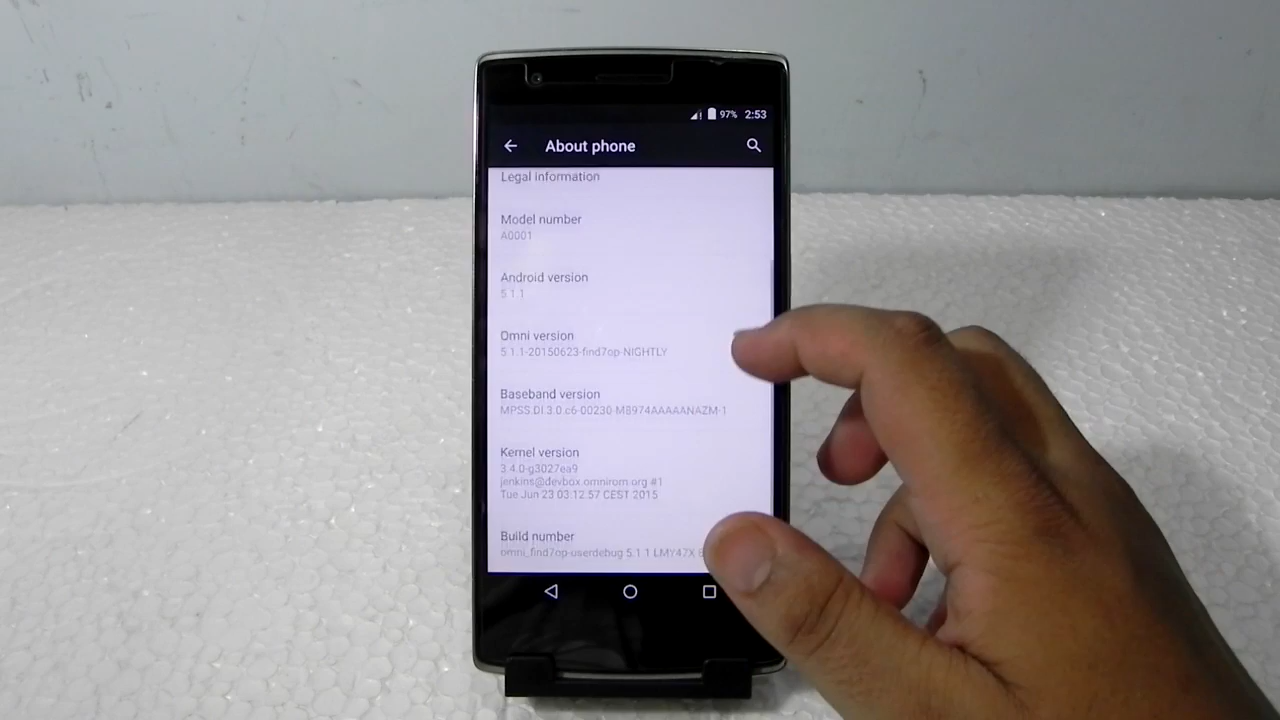 97% 2:53
About phone
Legal information
Model number
A0001
Android version
5.1.1
Omni version
5.1.1-20150623-find7op-NIGHTLY
Baseband version
MPSS.DI.3.0.c6-00230-M8974AAAAANAZM-1
Kernel version
3.4.0-g3027ea9
jenkins@devbox.omnirom.org #1
Tue Jun 23 03:12:57 CEST 2015
Build number
omni_find7op-userdebug 5.1.1 LMY47X